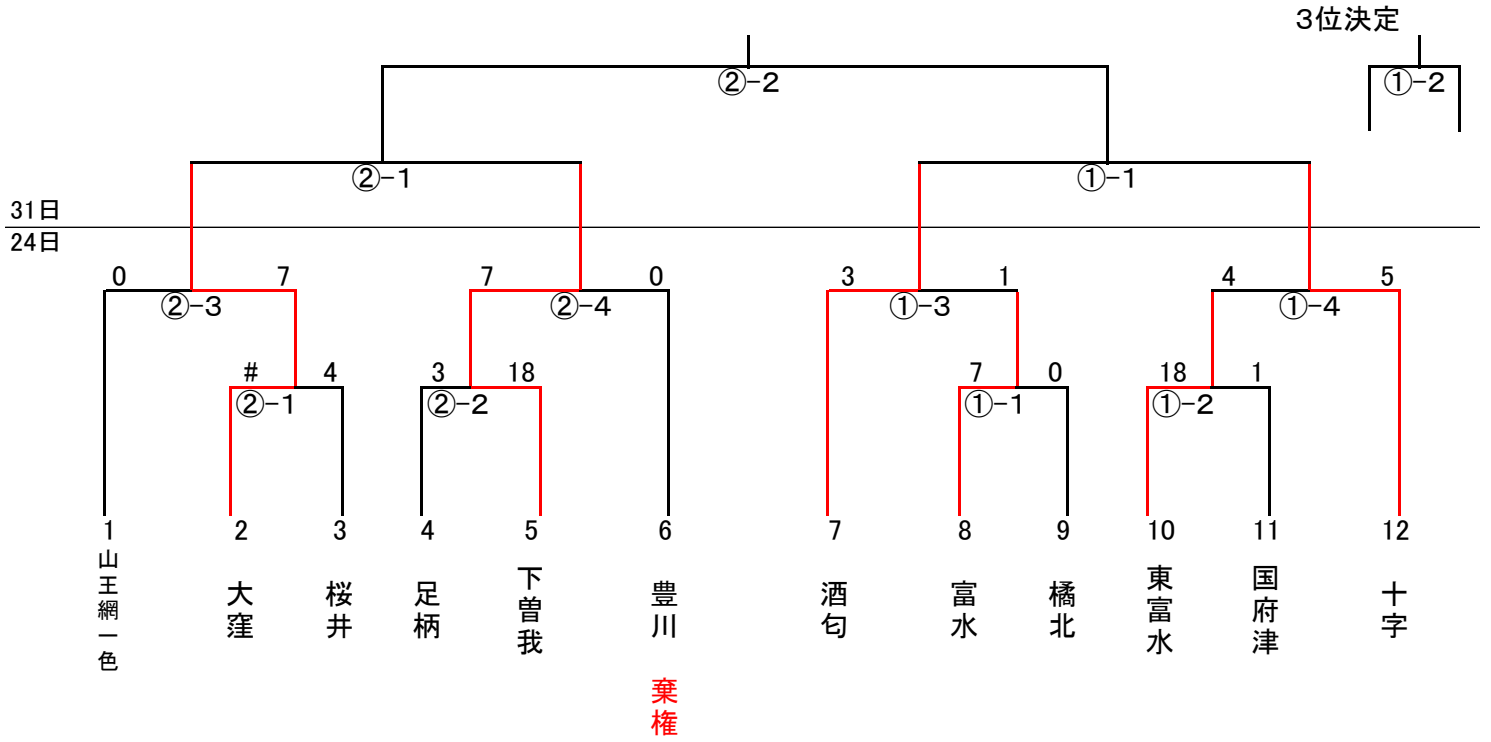 3位決定
②-2
①-2
②-1
①-1
31日
24日
0 7 7 0 3 1 4 5
②-3 ②-4 ①-3 ①-4
# 4 3 18 7 0 18 1
②-1 ②-2 ①-1 ①-2
1 2 3 4 5 6 7 8 9 10 11 12
山王網一色
大窪
桜井
足柄
下曽我
豊川
棄権
酒匂
富水
橘北
東富水
国府津
十字